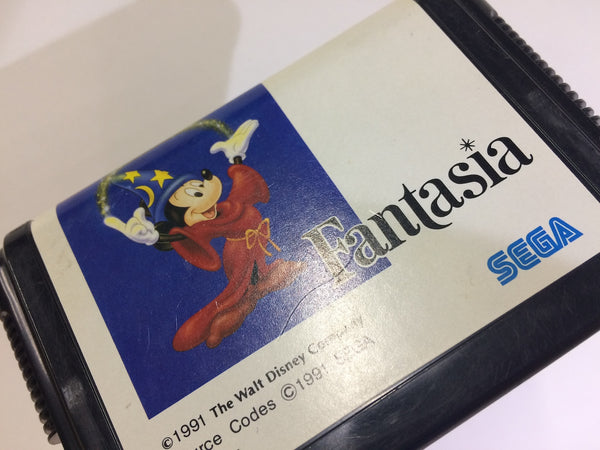 Fantasia
SEGA
©1991 The Walt Disney Company
Codes ©1991 SEGA